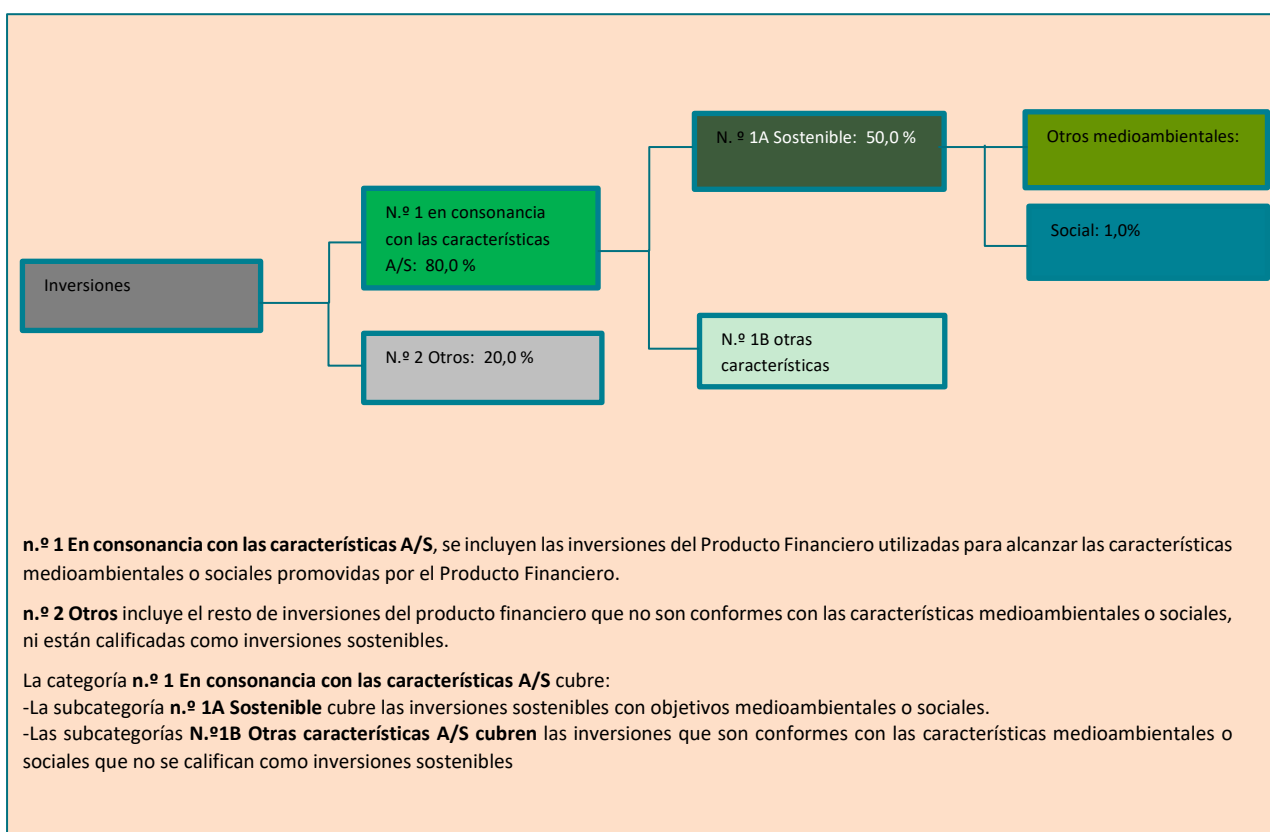 Inversiones
N.º 1 en consonancia
con las características
A/S: 80,0 %
N.º 2 Otros: 20,0 %
N. º 1A Sostenible: 50,0 %
N.º 1B otras
características
Otros medioambientales:
Social: 1,0%
n.º 1 En consonancia con las características A/S, se incluyen las inversiones del Producto Financiero utilizadas para alcanzar las características
medioambientales o sociales promovidas por el Producto Financiero.
n.º 2 Otros incluye el resto de inversiones del producto financiero que no son conformes con las características medioambientales o sociales,
ni están calificadas como inversiones sostenibles.
La categoría n.º 1 En consonancia con las características A/S cubre:
-La subcategoría n.º 1A Sostenible cubre las inversiones sostenibles con objetivos medioambientales o sociales.
-Las subcategorías N.º1B Otras características A/S cubren las inversiones que son conformes con las características medioambientales o
sociales que no se califican como inversiones sostenibles